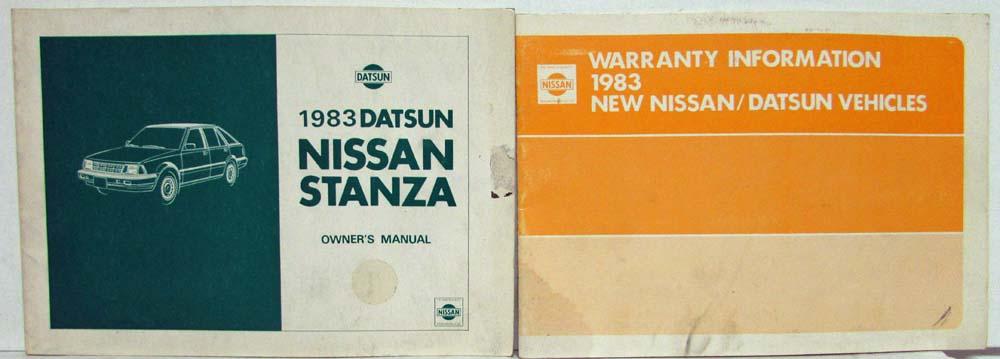 DATSUN
1983 DATSUN
NISSAN
STANZA
OWNER'S MANUAL
NISSAN
NISSAN
WARRANTY INFORMATION
1983
NEW NISSAN/DATSUN VEHICLES